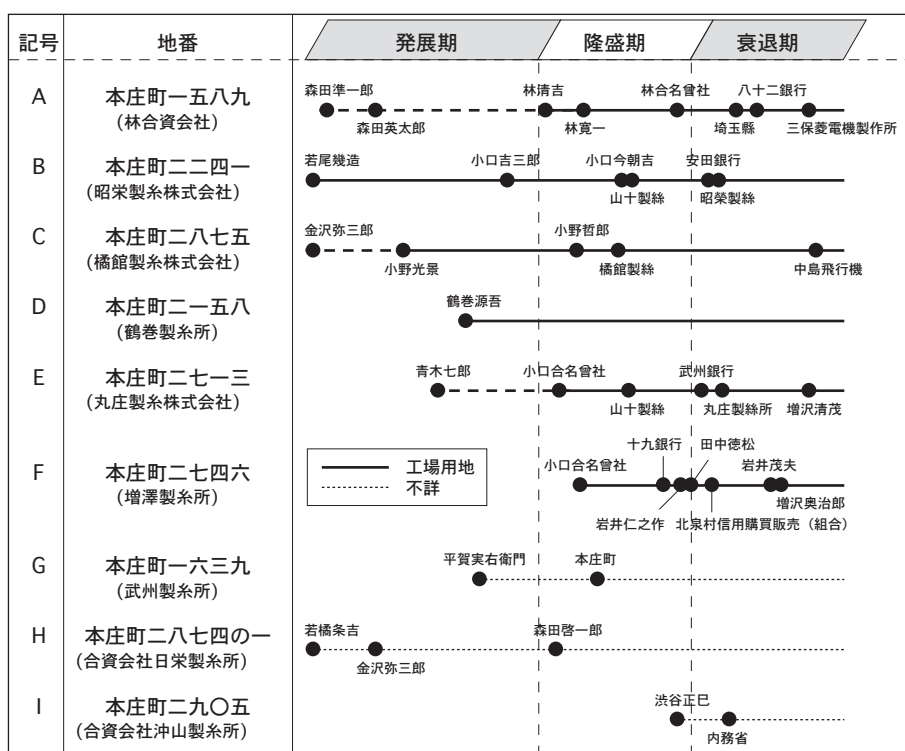 記号
地番
発展期
隆盛期
衰退期
A
本庄町一五八九
(林合資会社)
森田準一郎
森田英太郎
林清吉
林寛一
林合名曾社
埼玉縣
八十二銀行
三保菱電機製作所
B
本庄町二二四一
(昭栄製糸株式会社)
若尾幾造
小口吉三郎
小口今朝吉
山十製絲
安田銀行
昭榮製絲
C
本庄町二八七五
(橘館製糸株式会社)
金沢弥三郎
小野光景
小野哲郎
橘館製絲
中島飛行機
D
本庄町二一五八
(鶴巻製糸所)
鶴巻源吾
E
本庄町二七一三
(丸庄製糸株式会社)
青木七郎
小口合名曾社
山十製絲
武州銀行
丸庄製絲所
増沢清茂
F
本庄町二七四六
(増澤製糸所)
小口合名曾社
十九銀行
田中徳松
岩井茂夫
岩井仁之作
北泉村信用購買販売（組合）
増沢奥治郎
工場用地
不詳
G
本庄町一六三九
(武州製糸所)
平賀実右衛門
本庄町
H
本庄町二八七四の一
(合資会社日栄製糸所)
若橘条吉
金沢弥三郎
森田啓一郎
I
本庄町二九〇五
(合資会社沖山製糸所)
渋谷正巳
内務省